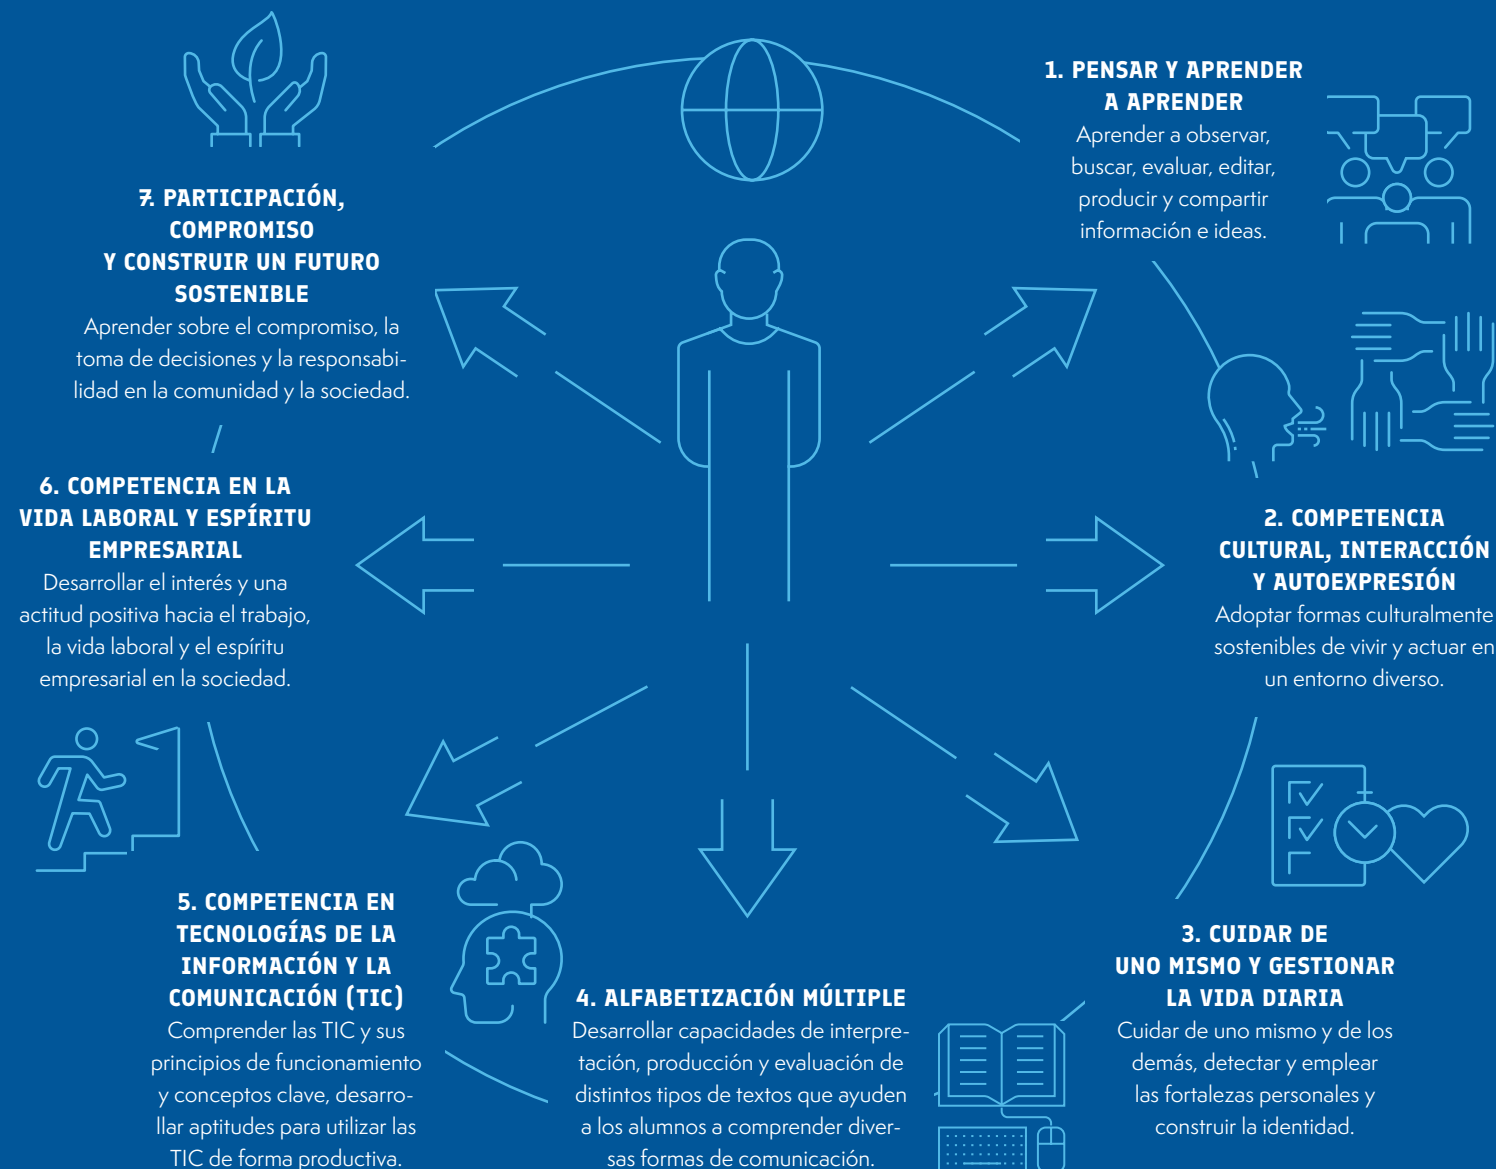 1. PENSAR Y APRENDER
A APRENDER
Aprender a observar,
buscar, evaluar, editar,
producir y compartir
información e ideas.
2. COMPETENCIA
CULTURAL, INTERACCIÓN
Y AUTOEXPRESIÓN
Adoptar formas culturalmente
sostenibles de vivir y actuar en
un entorno diverso.
3. CUIDAR DE
UNO MISMO Y GESTIONAR
LA VIDA DIARIA
Cuidar de uno mismo y de los
demás, detectar y emplear
las fortalezas personales y
construir la identidad.
4. ALFABETIZACIÓN MÚLTIPLE
Desarrollar capacidades de interpre-
tación, producción y evaluación de
distintos tipos de textos que ayuden
a los alumnos a comprender diver-
sas formas de comunicación.
5. COMPETENCIA EN
TECNOLOGÍAS DE LA
INFORMACIÓN Y LA
COMUNICACIÓN (TIC)
Comprender las TIC y sus
principios de funcionamiento
y conceptos clave, desarro-
llar aptitudes para utilizar las
TIC de forma productiva.
6. COMPETENCIA EN LA
VIDA LABORAL Y ESPÍRITU
EMPRESARIAL
Desarrollar el interés y una
actitud positiva hacia el trabajo,
la vida laboral y el espíritu
empresarial en la sociedad.
7. PARTICIPACIÓN,
COMPROMISO
Y CONSTRUIR UN FUTURO
SOSTENIBLE
Aprender sobre el compromiso, la
toma de decisiones y la responsabi-
lidad en la comunidad y la sociedad.